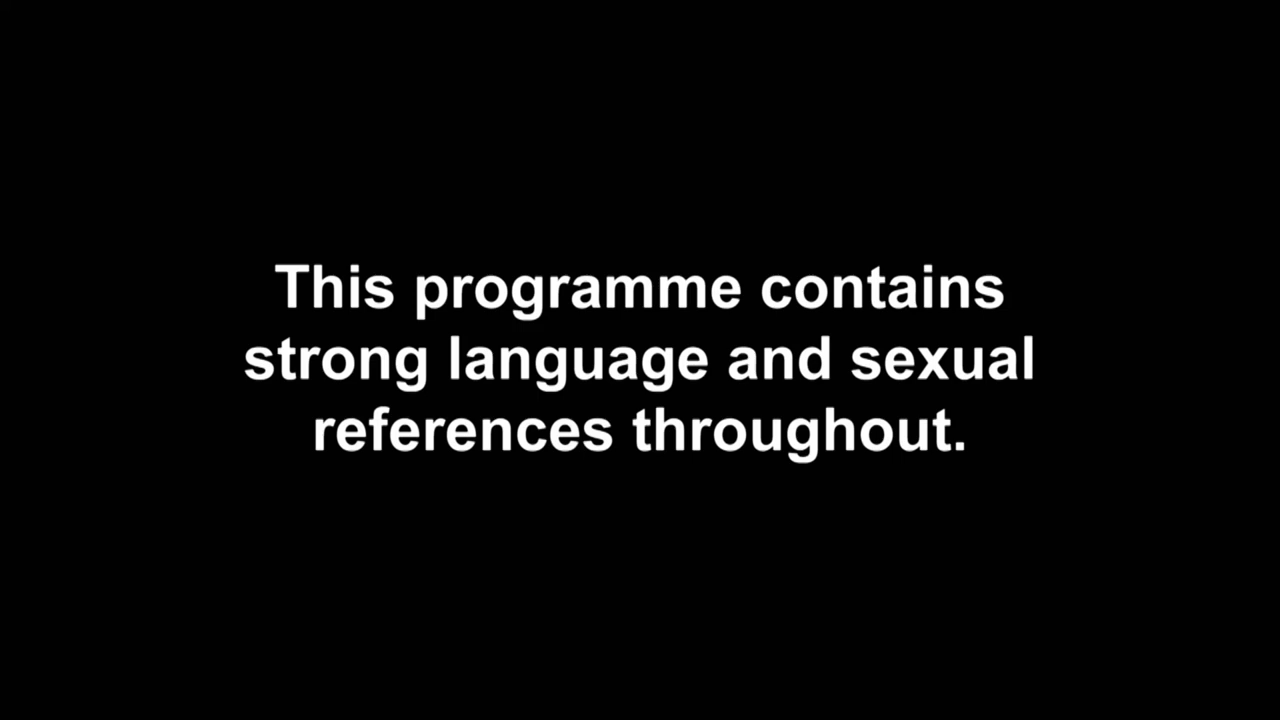 This programme contains
strong language and sexual
references throughout.